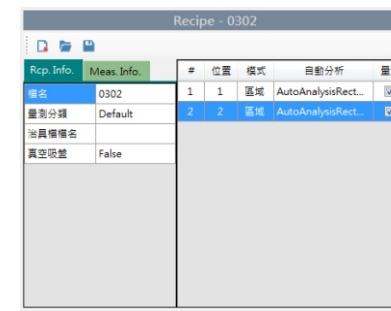 Recipe - 0302
Rcp. Info. Meas. Info.
# 位置 模式 自動分析 量
檔名 0302
量測分類 Default
治具檔檔名
真空吸盤 False
1 1 區域 AutoAnalysisRect...
2 2 區域 AutoAnalysisRect...